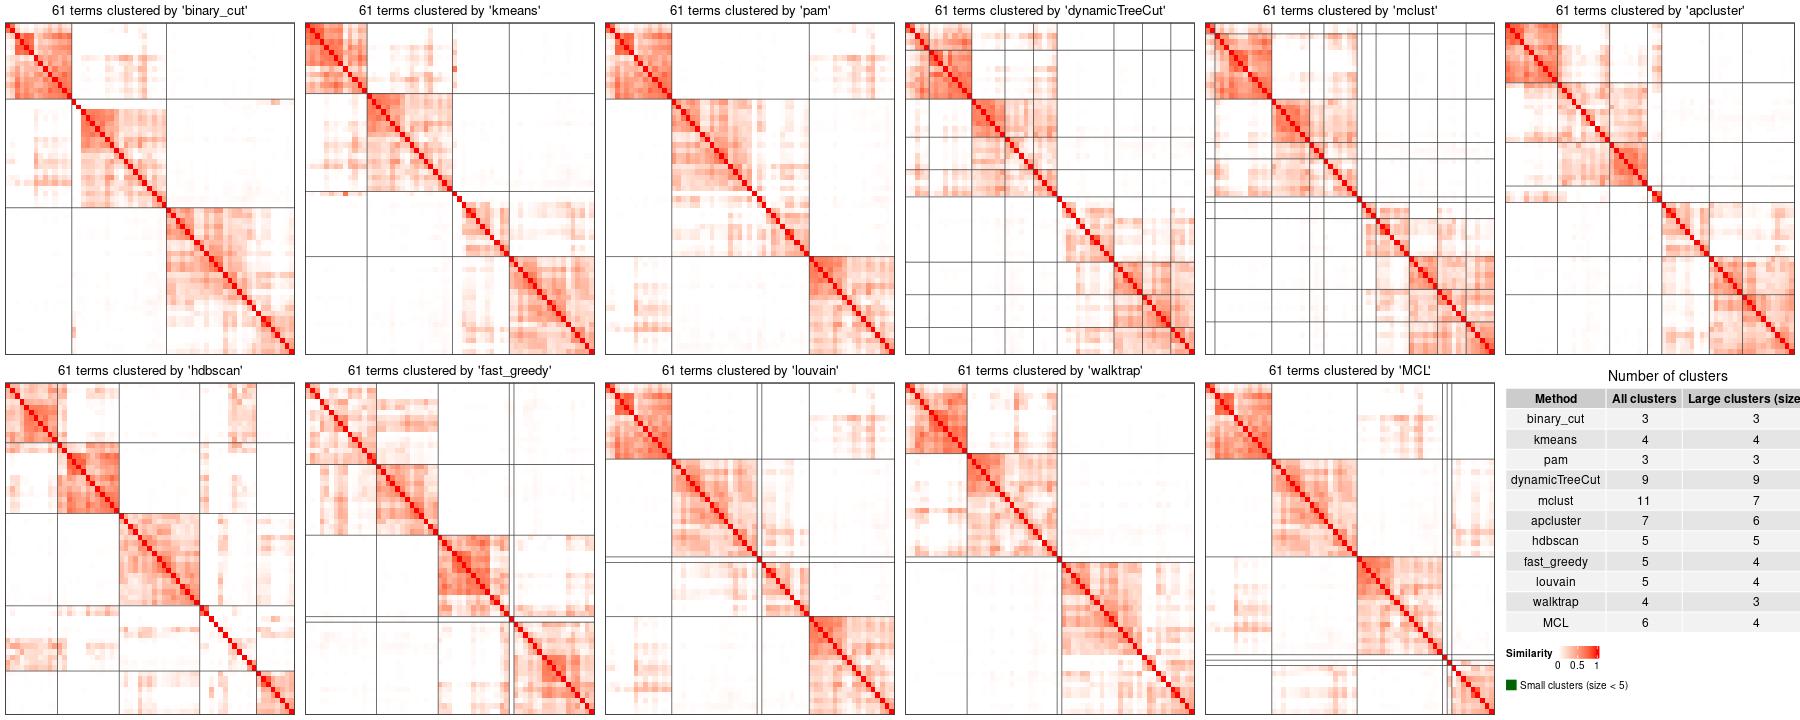 61 terms clustered by 'binary_cut'
61 terms clustered by 'kmeans'
61 terms clustered by 'pam'
61 terms clustered by 'dynamicTreeCut'
61 terms clustered by 'mclust'
61 terms clustered by 'apcluster'
61 terms clustered by 'hdbscan'
61 terms clustered by 'fast_greedy'
61 terms clustered by 'louvain'
61 terms clustered by 'walktrap'
61 terms clustered by 'MCL'
Number of clusters
Method All clusters Large clusters (size
binary_cut 3 3
kmeans 4 4
pam 3 3
dynamicTreeCut 9 9
mclust 11 7
apcluster 7 6
hdbscan 5 5
fast_greedy 5 4
louvain 5 4
walktrap 4 3
MCL 6 4
Similarity
0 0.5 1
Small clusters (size < 5)